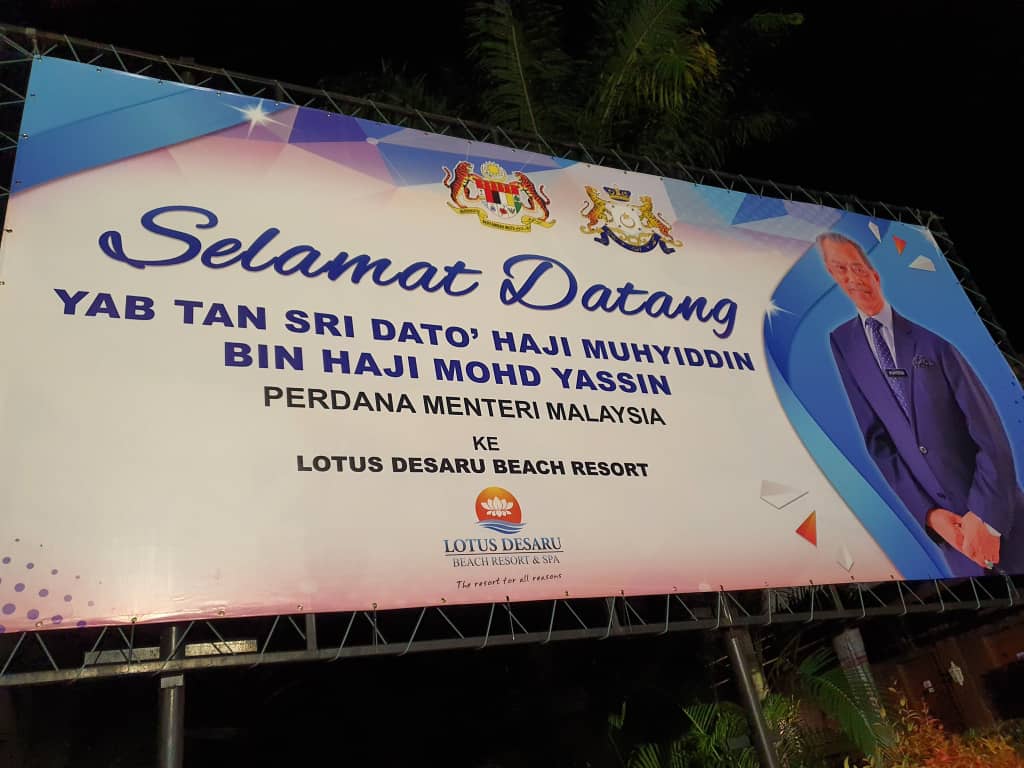 Selamat Datang
YAB TAN SRI DATO' HAJI MUHYIDDIN
BIN HAJI MOHD YASSIN
PERDANA MENTERI MALAYSIA
KE
LOTUS DESARU BEACH RESORT
LOTUS DESARU
BEACH RESORT & SPA
The resort for all reasons